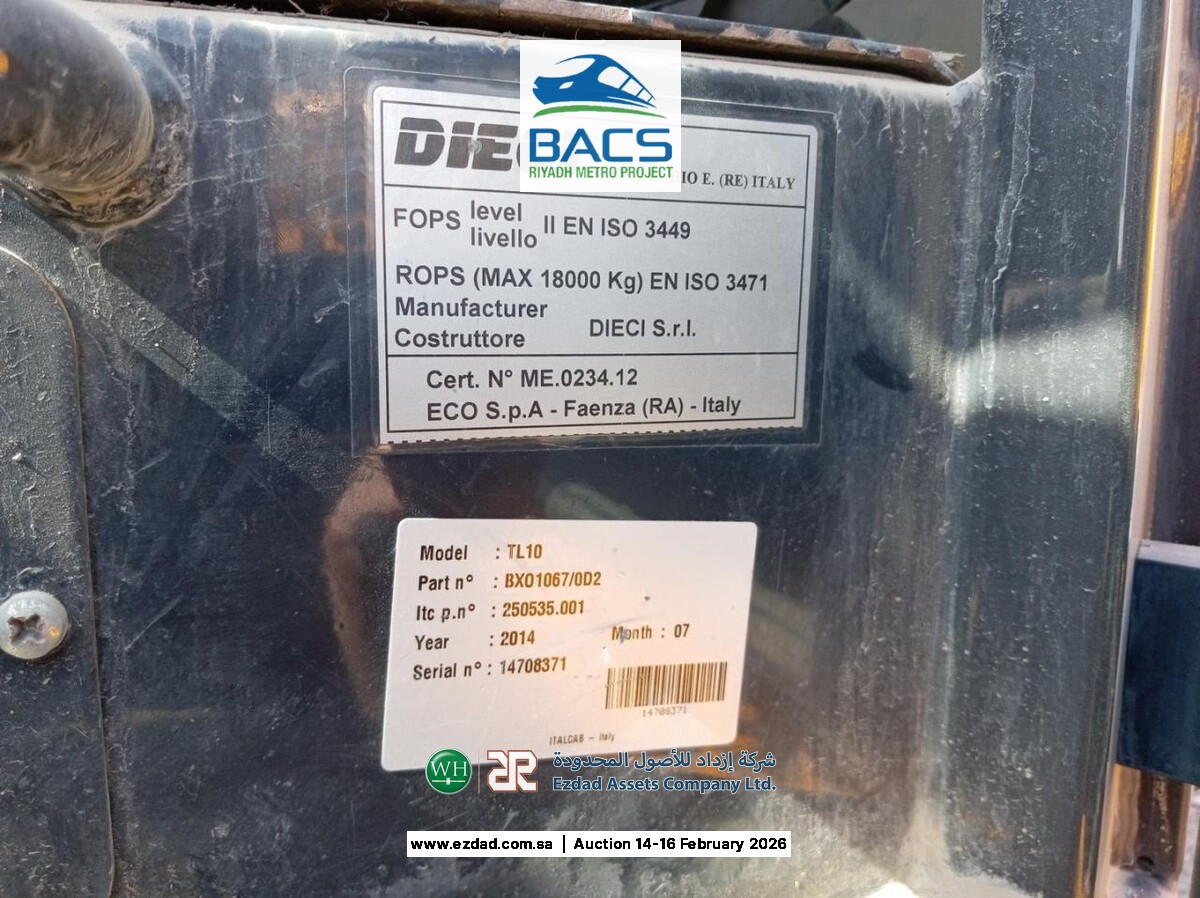 BACS
RIYADH METRO PROJECT
DIE
IO E. (RE) ITALY
FOPS level livello II EN ISO 3449
ROPS (MAX 18000 Kg) EN ISO 3471
Manufacturer
Costruttore DIECI S.r.l.
Cert. N° ME.0234.12
ECO S.p.A - Faenza (RA) - Italy
Model : TL10
Part n° : BX01067/0D2
Itc p.n° : 250535.001
Year : 2014 Month : 07
Serial n° : 14708371
14708371
ITALCAB - Italy
WH
شركة إزداد للأصول المحدودة
Ezdad Assets Company Ltd.
www.ezdad.com.sa | Auction 14-16 February 2026